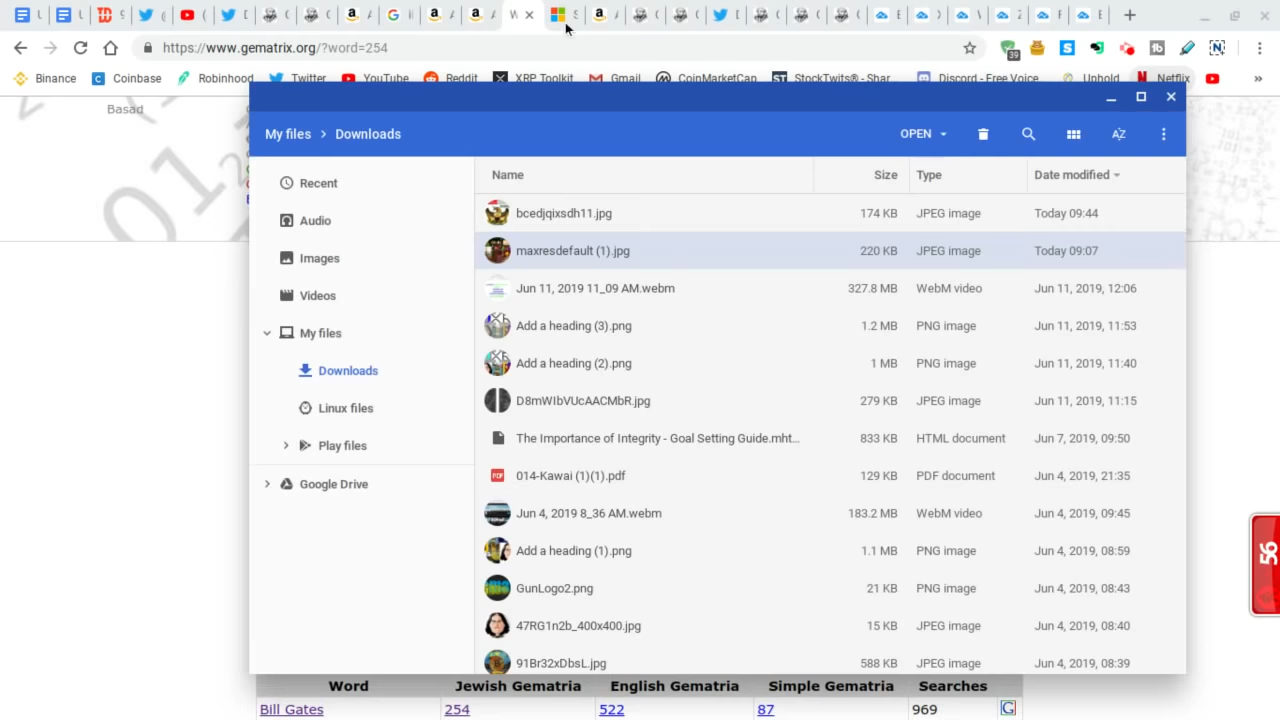 https://www.gematrix.org/?word=254
39
Binance Coinbase Robinhood Twitter YouTube Reddit XRP Toolkit Gmail CoinMarketCap StockTwits® - Shar Discord - Free Voice Uphold Netflix »
Basad
My files > Downloads OPEN
Name Size Type Date modified
Recent
Audio
Images
Videos
My files
Downloads
Linux files
Play files
Google Drive
bcedjqixsdh11.jpg 174 KB JPEG image Today 09:44
maxresdefault (1).jpg 220 KB JPEG image Today 09:07
Jun 11, 2019 11_09 AM.webm 327.8 MB WebM video Jun 11, 2019, 12:06
Add a heading (3).png 1.2 MB PNG image Jun 11, 2019, 11:53
Add a heading (2).png 1 MB PNG image Jun 11, 2019, 11:40
D8mWIbVUcAACMbR.jpg 279 KB JPEG image Jun 11, 2019, 11:15
The Importance of Integrity - Goal Setting Guide.mht... 833 KB HTML document Jun 7, 2019, 09:50
014-Kawai (1)(1).pdf 129 KB PDF document Jun 4, 2019, 21:35
Jun 4, 2019 8_36 AM.webm 183.2 MB WebM video Jun 4, 2019, 09:45
Add a heading (1).png 1.1 MB PNG image Jun 4, 2019, 08:59
GunLogo2.png 21 KB PNG image Jun 4, 2019, 08:43
47RG1n2b_400x400.jpg 15 KB JPEG image Jun 4, 2019, 08:40
91Br32xDbsL.jpg 588 KB JPEG image Jun 4, 2019, 08:39
56
Word Jewish Gematria English Gematria Simple Gematria Searches
Bill Gates 254 522 87 969 G